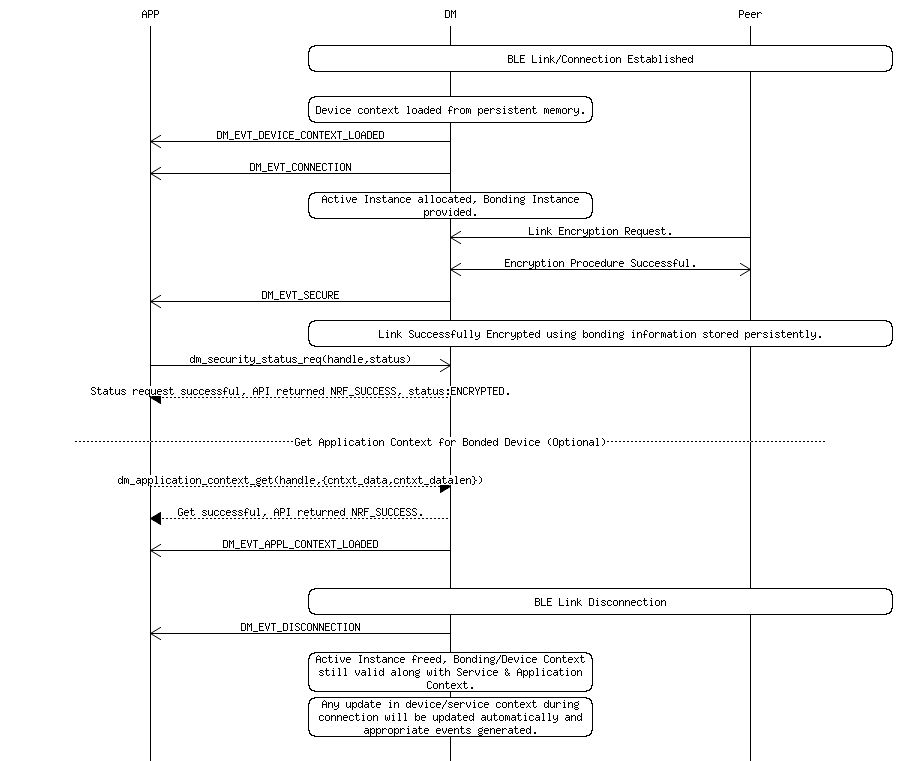 APP DM Peer
BLE Link/Connection Established
Device context loaded from persistent memory.
DM_EVT_DEVICE_CONTEXT_LOADED
DM_EVT_CONNECTION
Active Instance allocated, Bonding Instance
provided.
Link Encryption Request.
Encryption Procedure Successful.
DM_EVT_SECURE
Link Successfully Encrypted using bonding information stored persistently.
dm_security_status_req(handle,status)
Status request successful, API returned NRF_SUCCESS, status:ENCRYPTED.
Get Application Context for Bonded Device (Optional)
dm_application_context_get(handle,{cntxt_data,cntxt_datalen})
Get successful, API returned NRF_SUCCESS.
DM_EVT_APPL_CONTEXT_LOADED
BLE Link Disconnection
DM_EVT_DISCONNECTION
Active Instance freed, Bonding/Device Context
still valid along with Service & Application
Context.
Any update in device/service context during
connection will be updated automatically and
appropriate events generated.